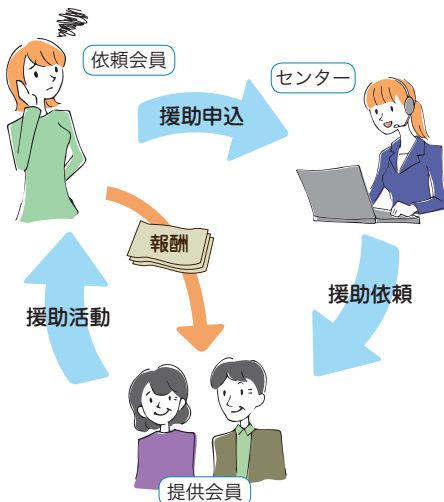 依頼会員
センター
援助申込
報酬
援助依頼
援助活動
提供会員